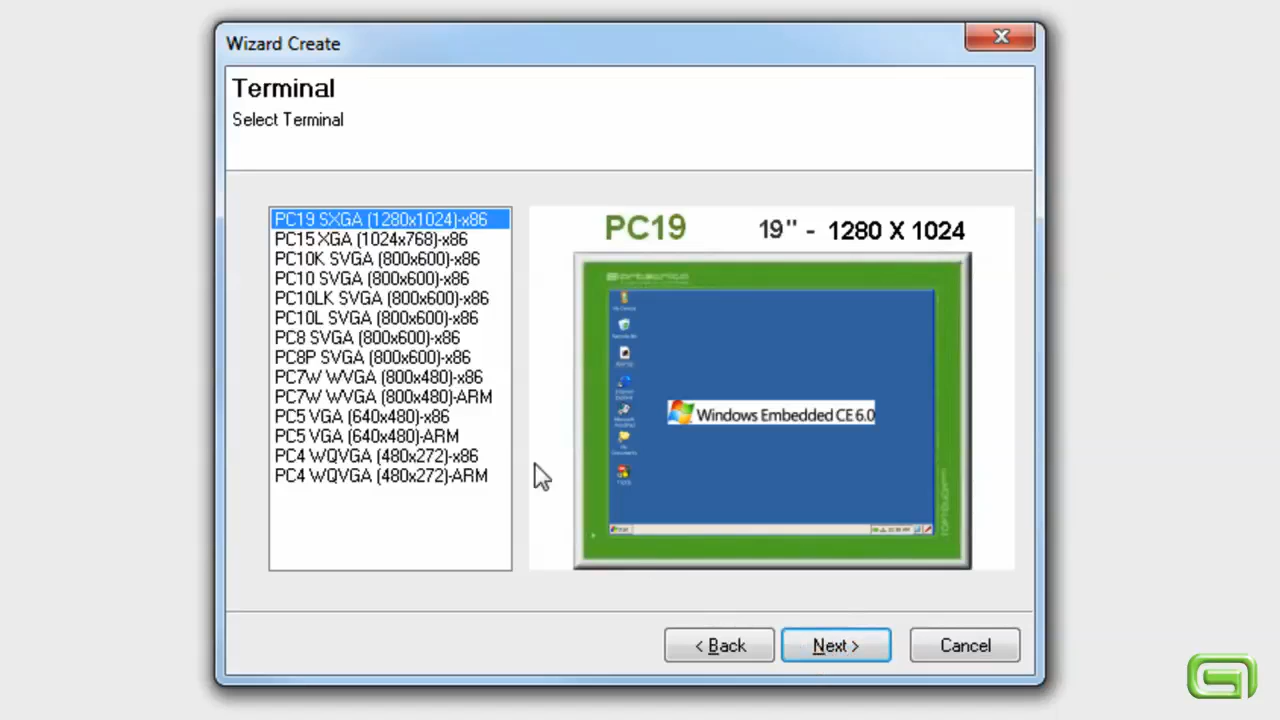 Wizard Create
Terminal
Select Terminal
PC19 SXGA (1280x1024)-x86
PC15 XGA (1024x768)-x86
PC10K SVGA (800x600)-x86
PC10 SVGA (800x600)-x86
PC10LK SVGA (800x600)-x86
PC10L SVGA (800x600)-x86
PC8 SVGA (800x600)-x86
PC8P SVGA (800x600)-x86
PC7W WVGA (800x480)-x86
PC7W WVGA (800x480)-ARM
PC5 VGA (640x480)-x86
PC5 VGA (640x480)-ARM
PC4 WQVGA (480x272)-x86
PC4 WQVGA (480x272)-ARM
PC19 19" - 1280 X 1024
Windows Embedded CE 6.0
< Back Next > Cancel